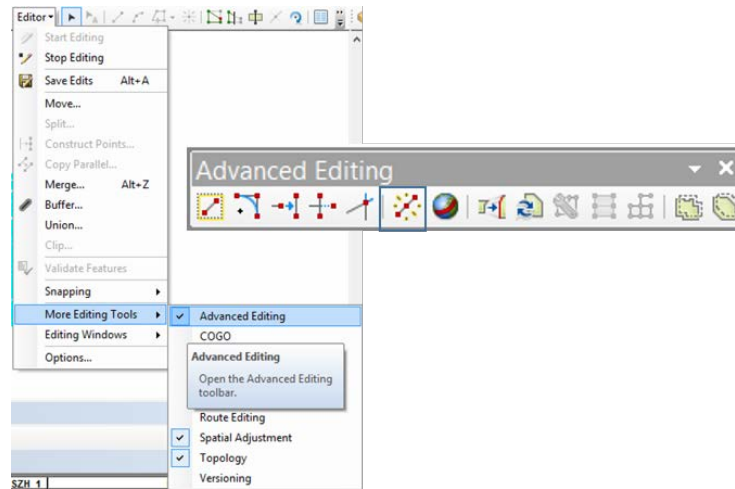 Editor
Start Editing
Stop Editing
Save Edits Alt+A
Move...
Split...
Construct Points...
Copy Parallel...
Merge... Alt+Z
Buffer...
Union...
Clip...
Validate Features
Snapping
More Editing Tools
Editing Windows
Options...
Advanced Editing
COGO
Advanced Editing
Open the Advanced Editing
toolbar.
Route Editing
Spatial Adjustment
Topology
Versioning
SZH 1
Advanced Editing